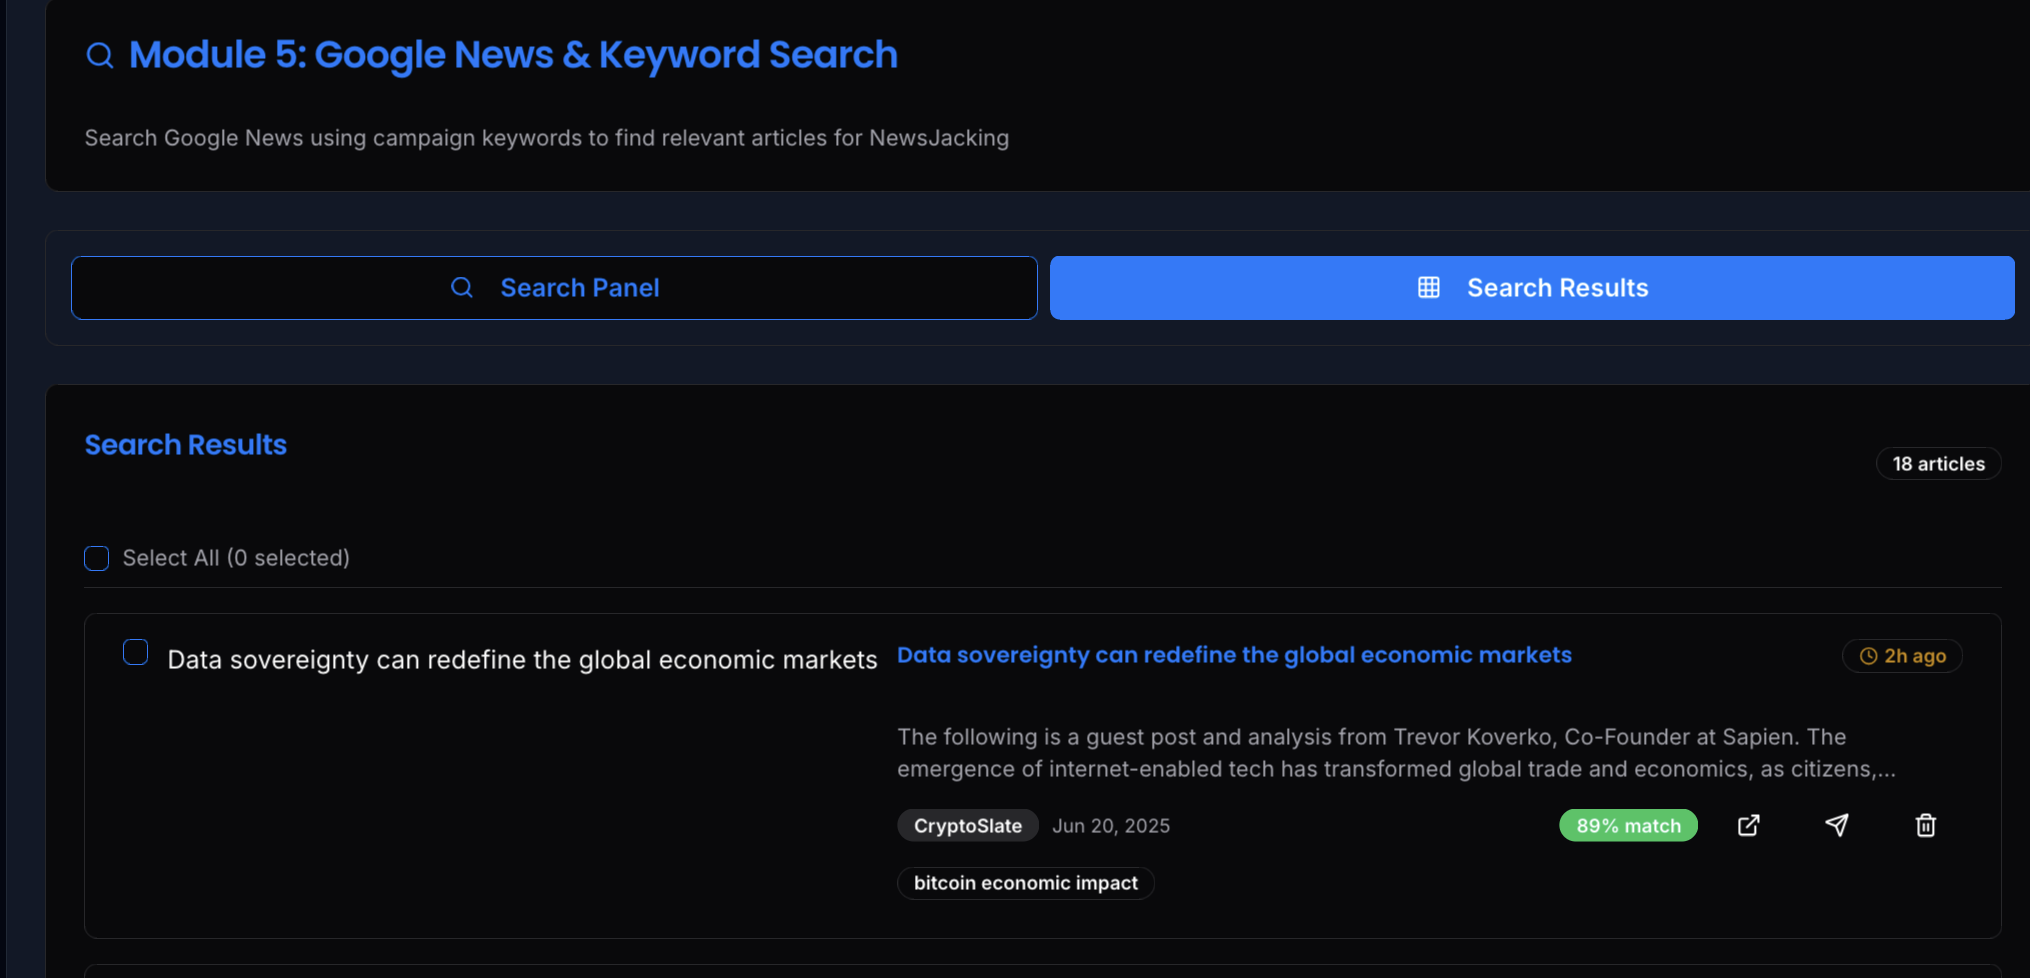 Module 5: Google News & Keyword Search
Search Google News using campaign keywords to find relevant articles for NewsJacking
Search Panel
Search Results
Search Results
18 articles
Select All (0 selected)
Data sovereignty can redefine the global economic markets
Data sovereignty can redefine the global economic markets
2h ago
The following is a guest post and analysis from Trevor Koverko, Co-Founder at Sapien. The
emergence of internet-enabled tech has transformed global trade and economics, as citizens,...
CryptoSlate
Jun 20, 2025
89% match
bitcoin economic impact